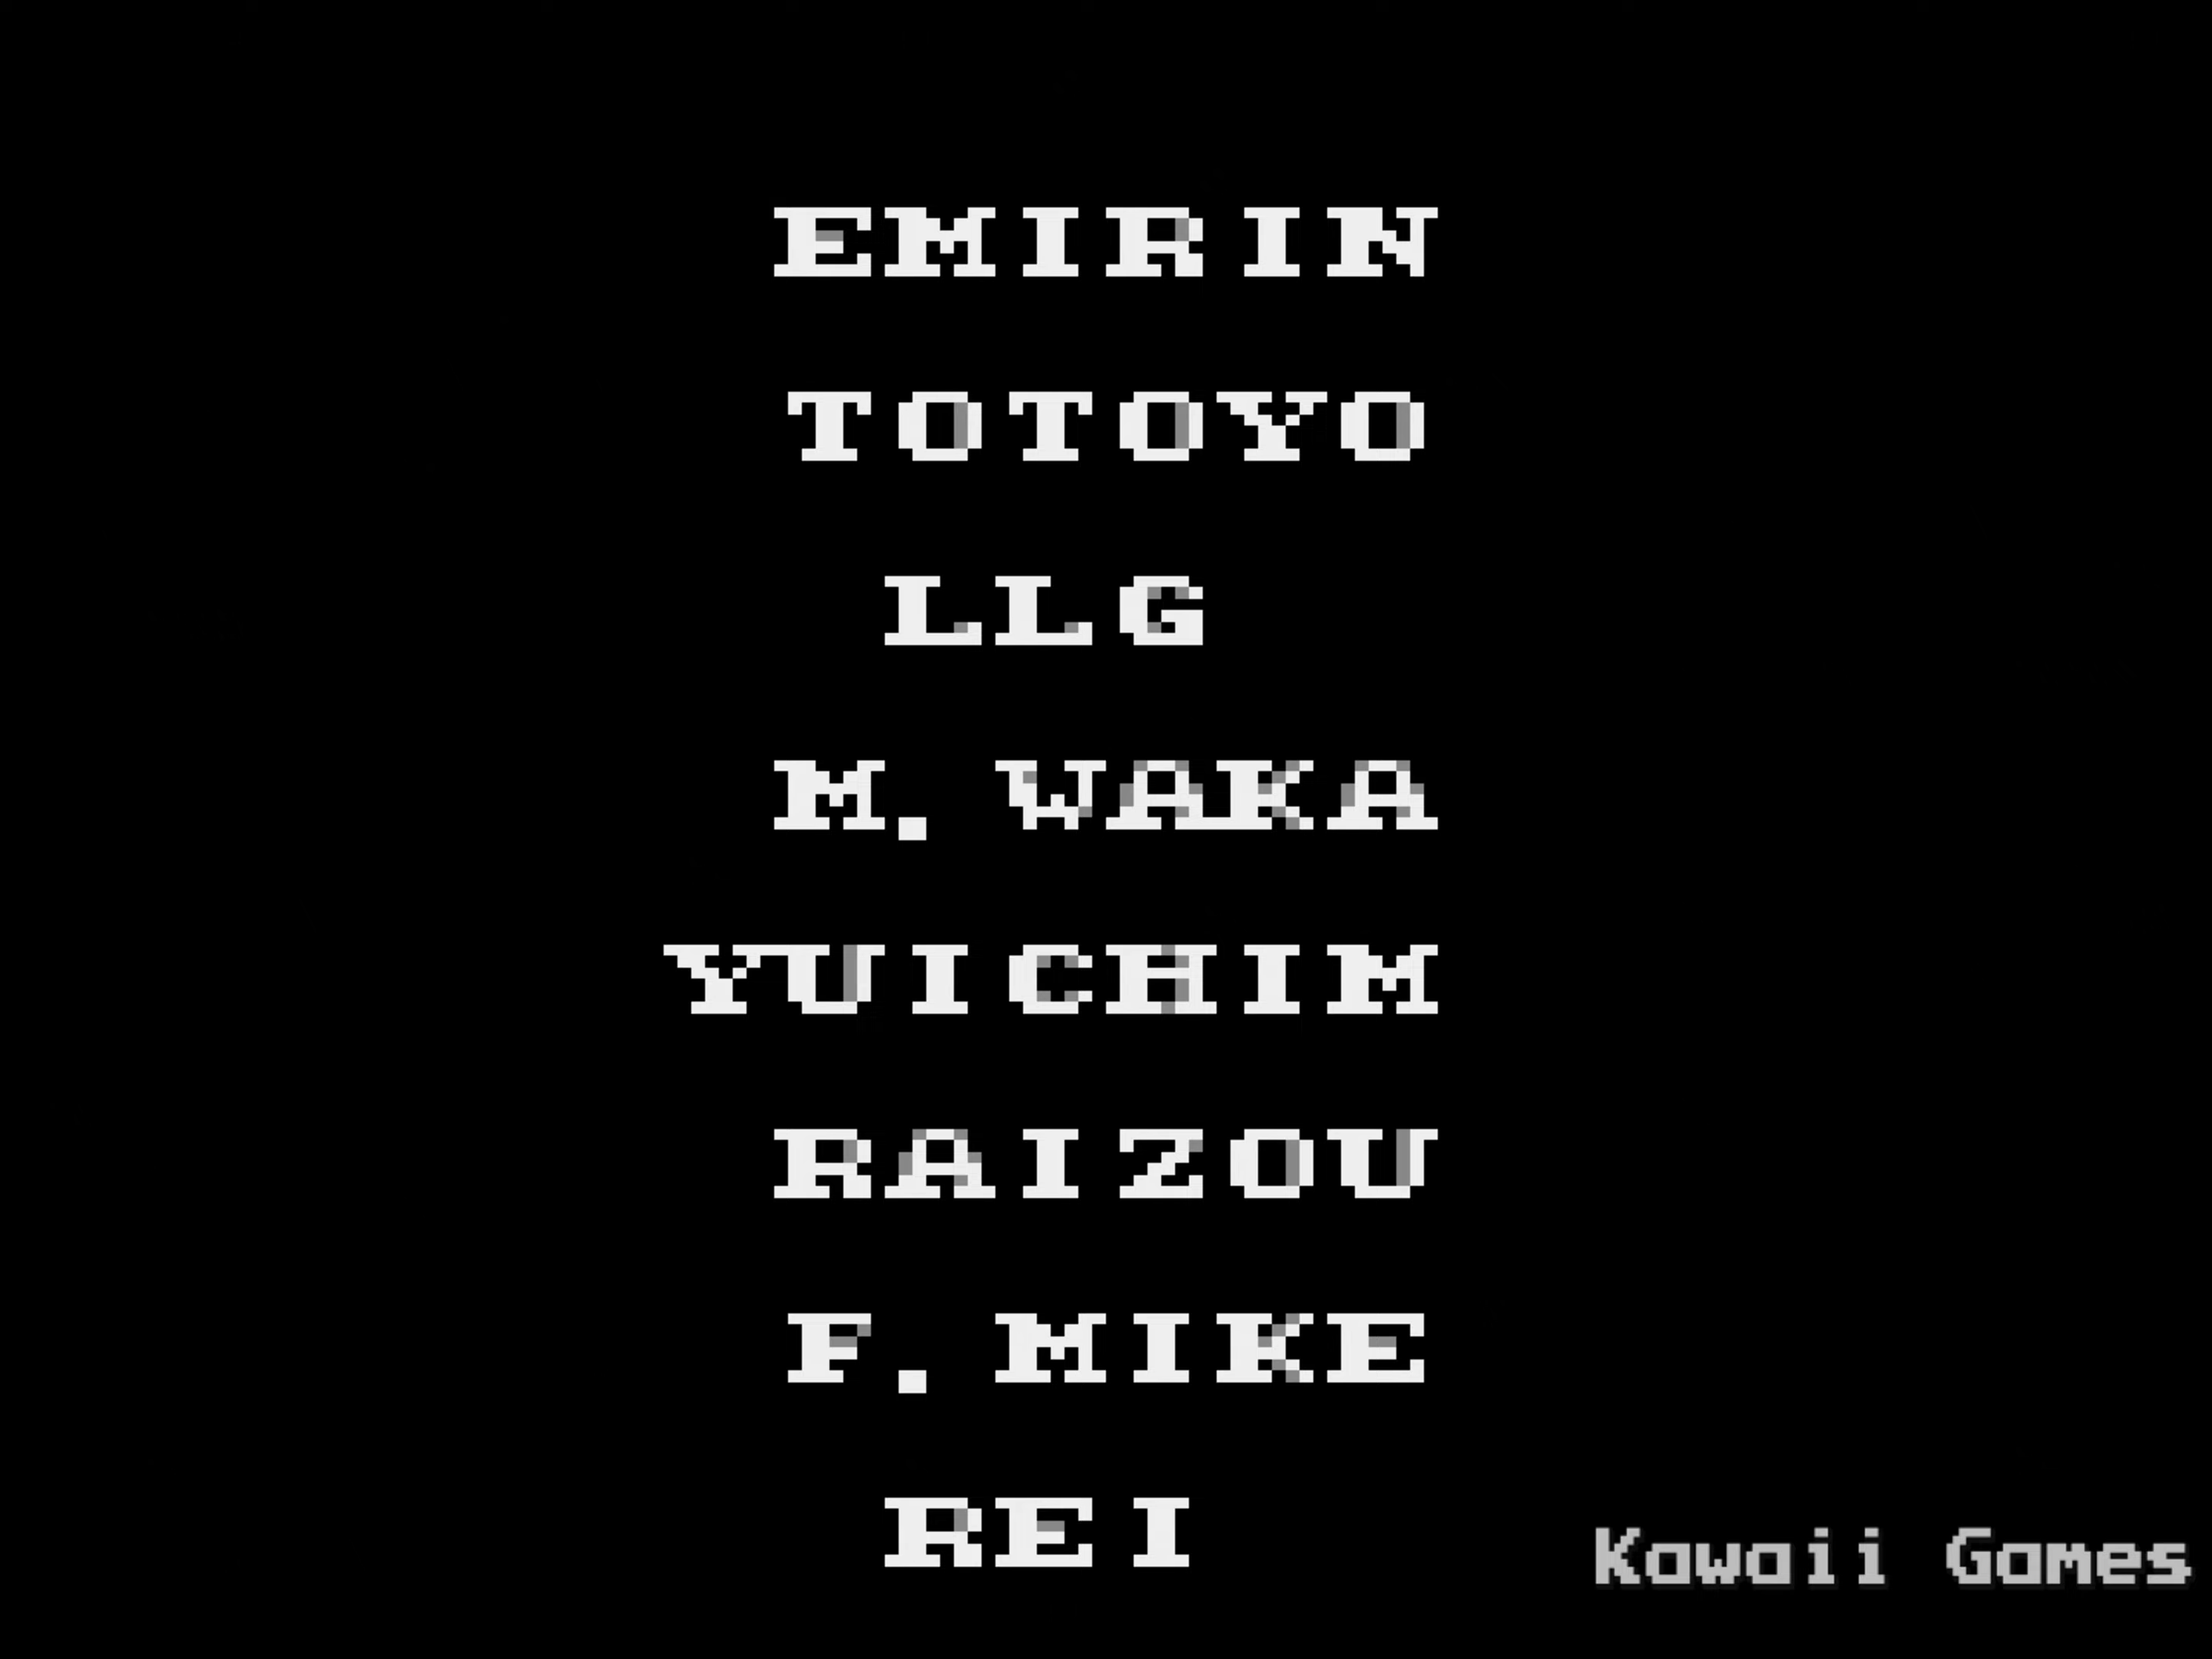 EMIRIN
TOTOYO
LLG
M.WAKA
YUICHIM
RAIZOU
F.MIKE
REI
Kawaii Games